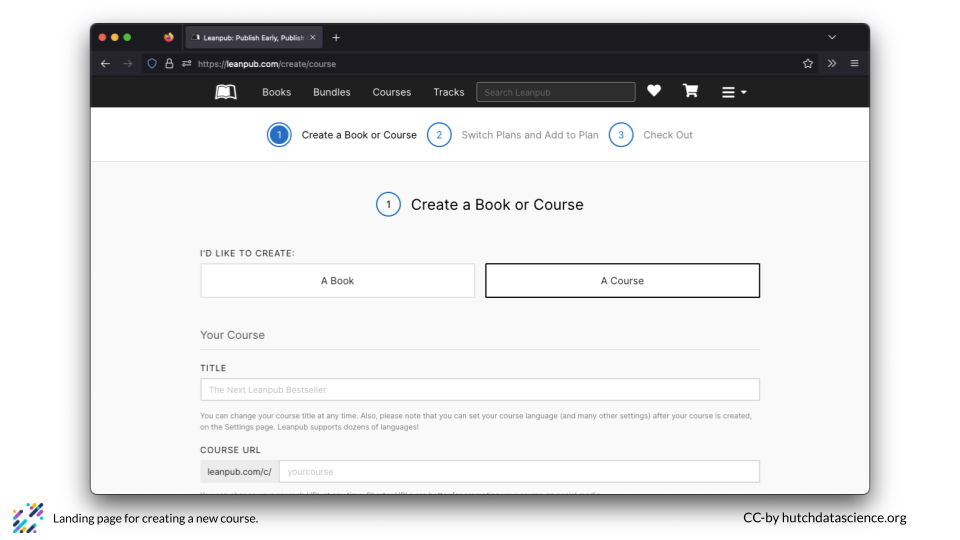 Leanpub: Publish Early, Publish
https://leanpub.com/create/course
Books Bundles Courses Tracks Search Leanpub
1 Create a Book or Course 2 Switch Plans and Add to Plan 3 Check Out
1 Create a Book or Course
I'D LIKE TO CREATE:
A Book A Course
Your Course
TITLE
The Next Leanpub Bestseller
You can change your course title at any time. Also, please note that you can set your course language (and many other settings) after your course is created,
on the Settings page. Leanpub supports dozens of languages!
COURSE URL
leanpub.com/c/ yourcourse
Landing page for creating a new course.
CC-by hutchdatascience.org